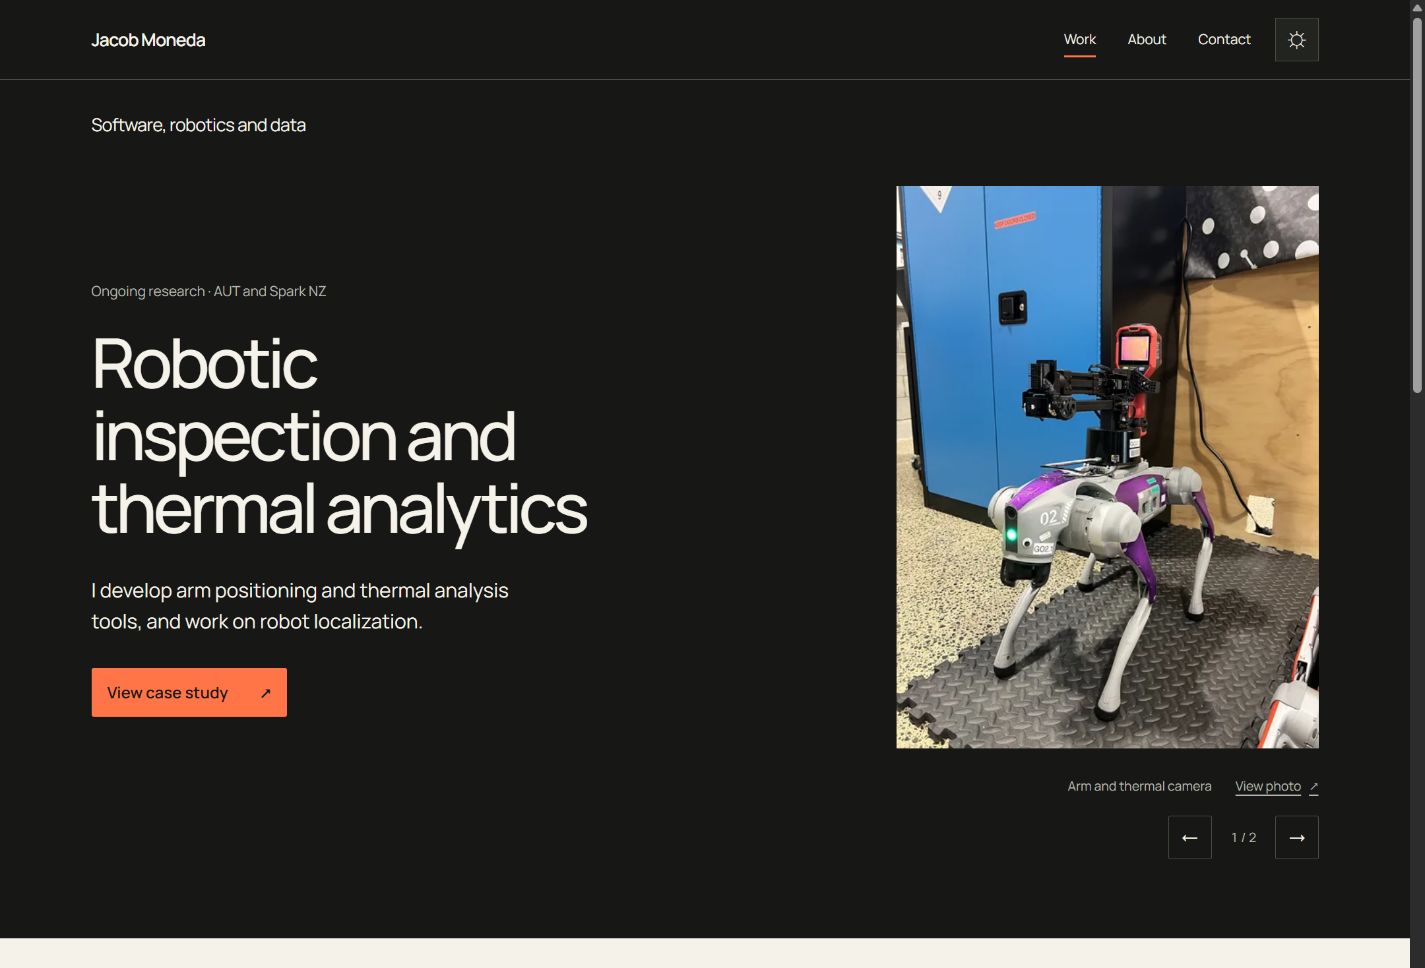 Jacob Moneda
Work
About
Contact
Software, robotics and data
Ongoing research · AUT and Spark NZ
Robotic
inspection and
thermal analytics
I develop arm positioning and thermal analysis
tools, and work on robot localization.
View case study ↗
9
02
Arm and thermal camera
View photo ↗
← 1 / 2 →